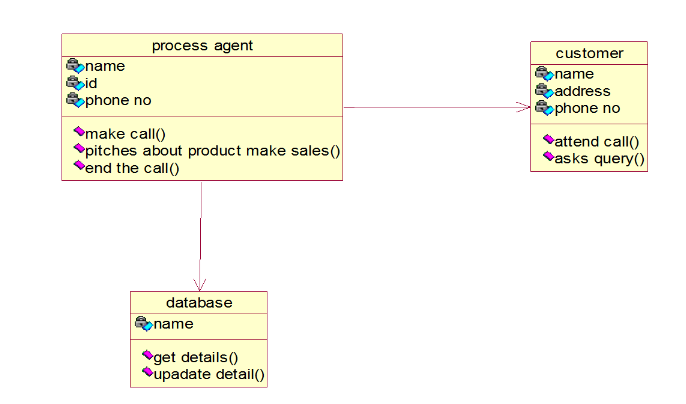 process agent
name
id
phone no
make call()
pitches about product make sales()
end the call()
customer
name
address
phone no
attend call()
asks query()
database
name
get details()
upadate detail()